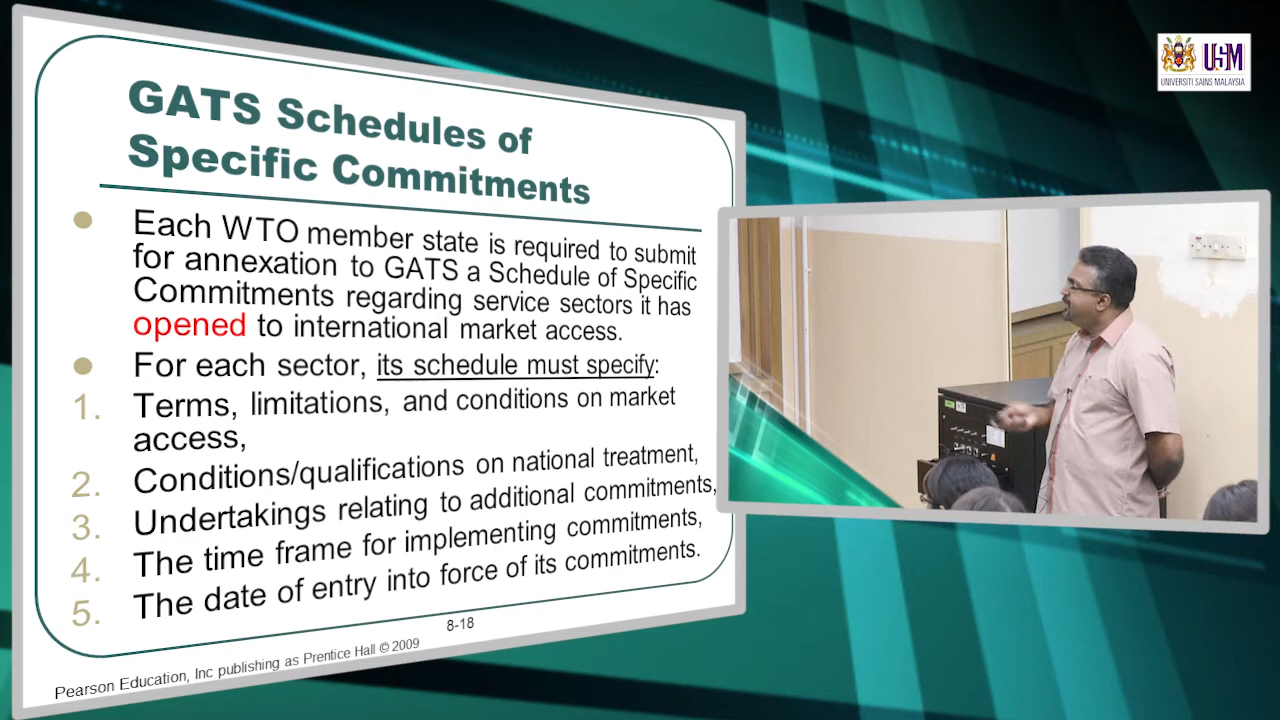 GATS Schedules of
Specific Commitments
Each WTO member state is required to submit
for annexation to GATS a Schedule of Specific
Commitments regarding service sectors it has
opened to international market access.
For each sector, its schedule must specify:
1. Terms, limitations, and conditions on market
access,
2. Conditions/qualifications on national treatment,
3. Undertakings relating to additional commitments,
4. The time frame for implementing commitments,
5. The date of entry into force of its commitments.
8-18
Pearson Education, Inc publishing as Prentice Hall © 2009
USM
UNIVERSITI SAINS MALAYSIA